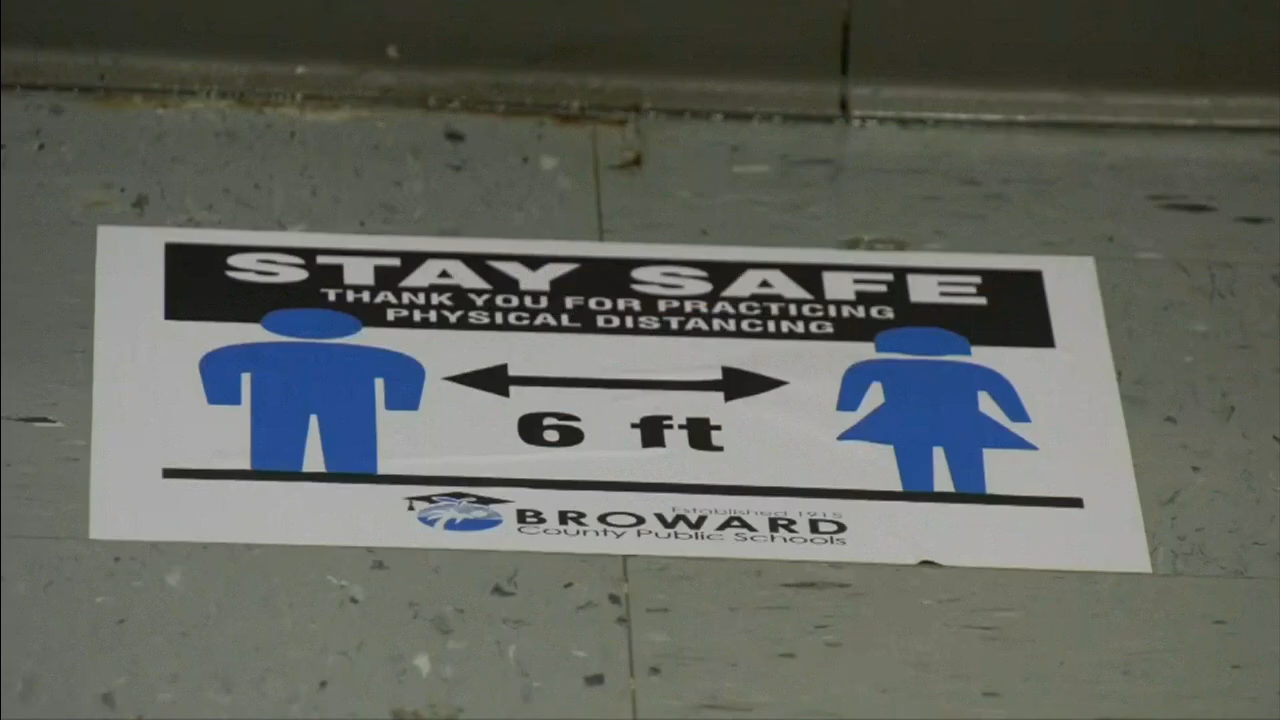 STAY SAFE
THANK YOU FOR PRACTICING
PHYSICAL DISTANCING
6 ft
Established 1915
BROWARD
County Public Schools